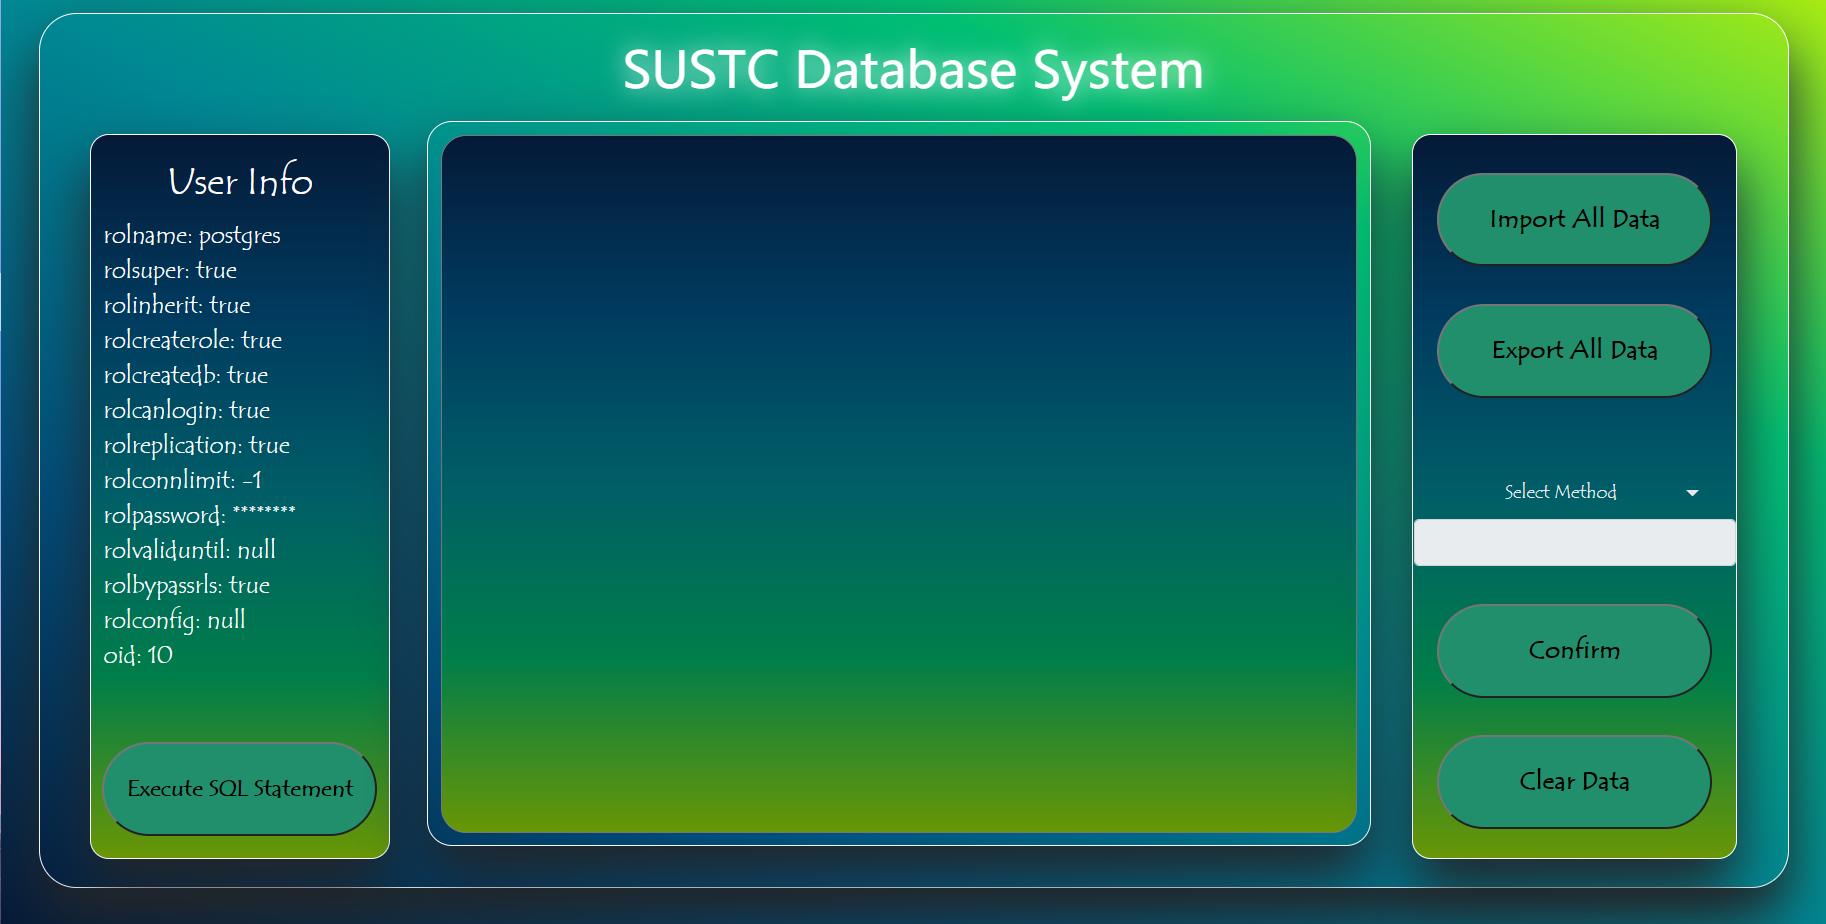 SUSTC Database System
User Info
rolname: postgres
rolsuper: true
rolinherit: true
rolcreaterole: true
rolcreatedb: true
rolcanlogin: true
rolreplication: true
rolconnlimit: -1
rolpassword: ********
rolvaliduntil: null
rolbypassrls: true
rolconfig: null
oid: 10
Execute SQL Statement
Import All Data
Export All Data
Select Method
Confirm
Clear Data